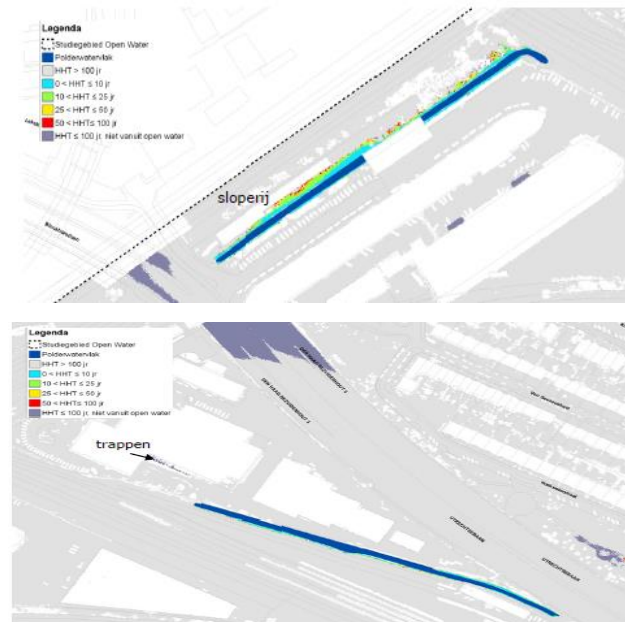 Legenda
Studiegebied Open Water
Polderwatervlak
HHT > 100 jr
0 < HHT ≤ 10 jr
10 < HHT ≤ 25 jr
25 < HHT ≤ 50 jr
50 < HHT≤ 100 jr
HHT ≤ 100 jr, Niet vanuit open water
sloperij
Legenda
Studiegebied Open Water
Polderwatervlak
HHT > 100 jr
0 < HHT ≤ 10 jr
10 < HHT ≤ 25 jr
25 < HHT ≤ 50 jr
50 < HHT≤ 100 jr
HHT ≤ 100 jr, Niet vanuit open water
trappen
UTRECHTSEBAAN
UTRECHTSEBAAN